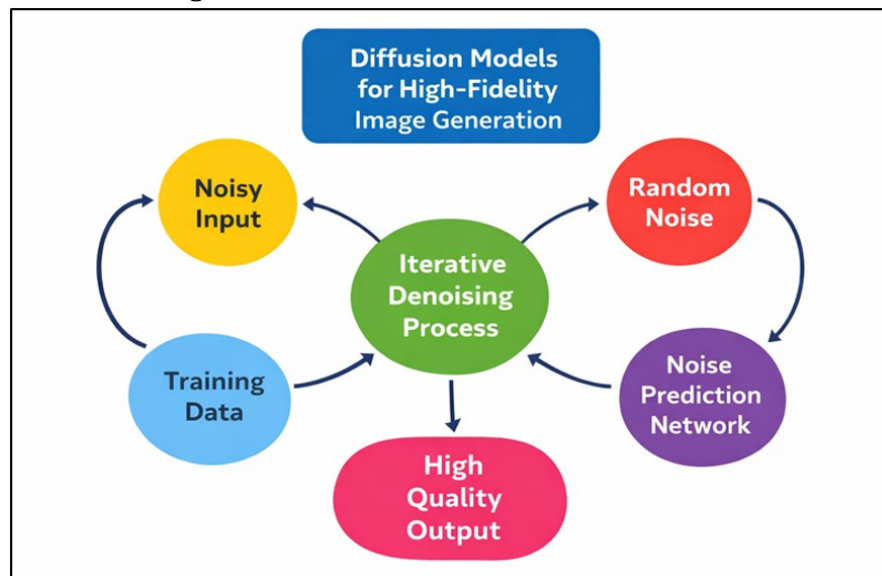 Diffusion Models
for High-Fidelity
Image Generation
Noisy
Input
Random
Noise
Iterative
Denoising
Process
Training
Data
Noise
Prediction
Network
High
Quality
Output